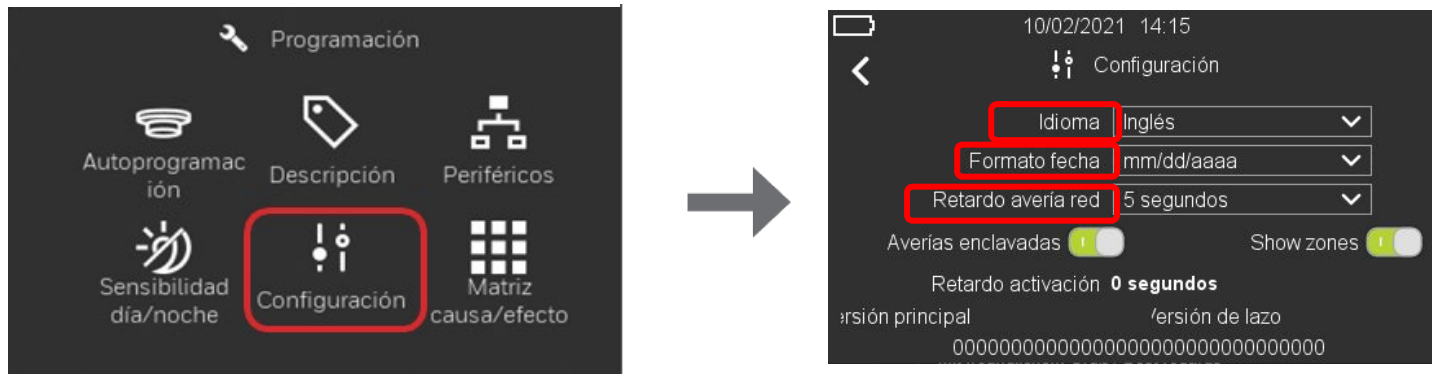 Programación
Autoprogramac
ión
Descripción
Periféricos
Sensibilidad
día/noche
Configuración
Matriz
causa/efecto
10/02/2021 14:15
Configuración
Idioma Inglés
Formato fecha mm/dd/aaaa
Retardo avería red 5 segundos
Averías enclavadas Show zones
Retardo activación 0 segundos
ersión principal Versión de lazo